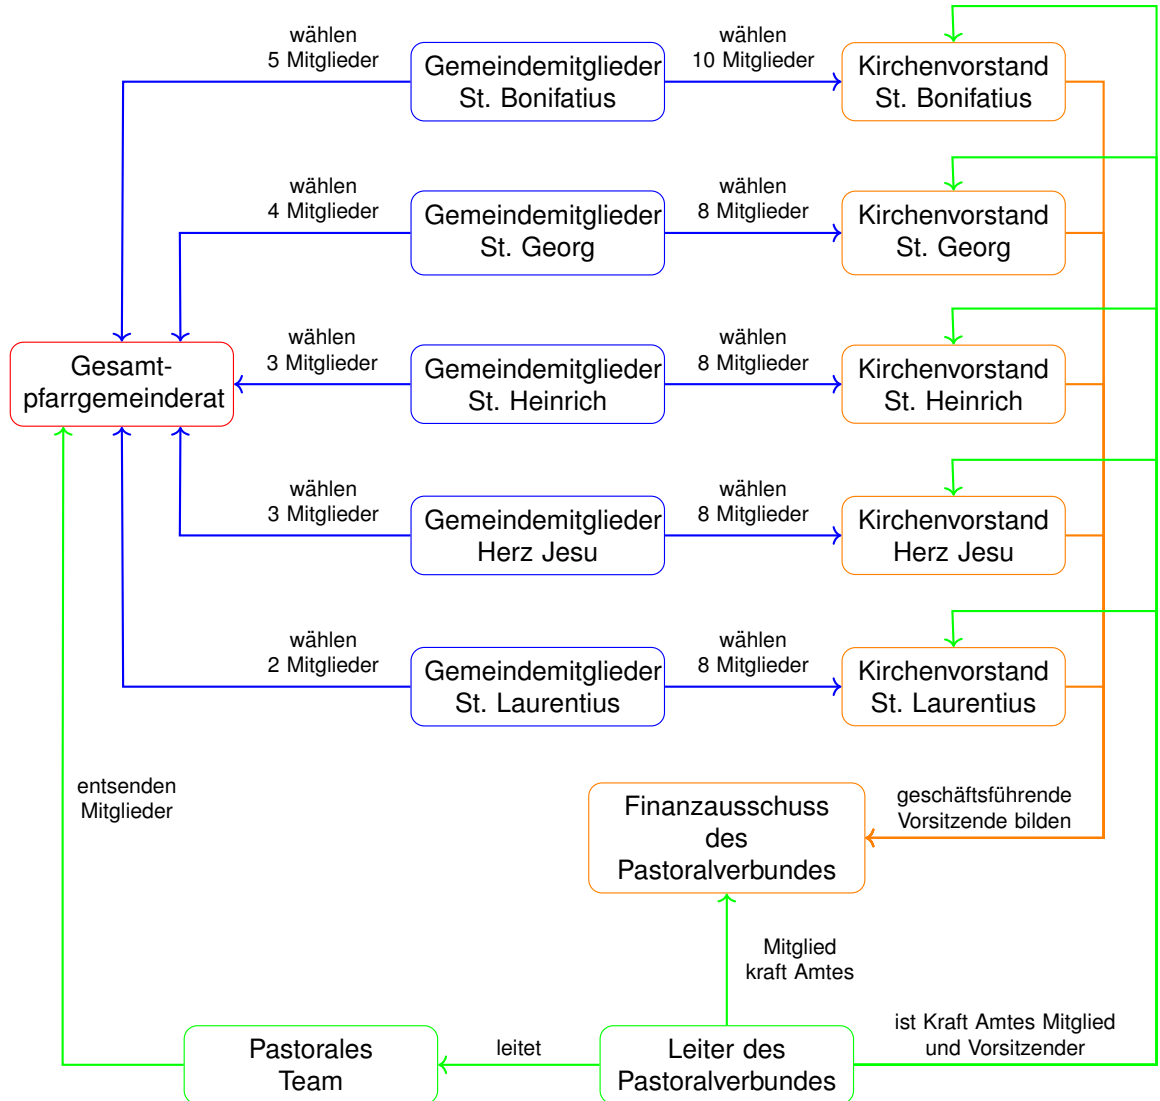 wählen
5 Mitglieder
Gemeindemitglieder
St. Bonifatius
wählen
10 Mitglieder
Kirchenvorstand
St. Bonifatius
wählen
4 Mitglieder
Gemeindemitglieder
St. Georg
wählen
8 Mitglieder
Kirchenvorstand
St. Georg
Gesamt-
pfarrgemeinderat
wählen
3 Mitglieder
Gemeindemitglieder
St. Heinrich
wählen
8 Mitglieder
Kirchenvorstand
St. Heinrich
wählen
3 Mitglieder
Gemeindemitglieder
Herz Jesu
wählen
8 Mitglieder
Kirchenvorstand
Herz Jesu
wählen
2 Mitglieder
Gemeindemitglieder
St. Laurentius
wählen
8 Mitglieder
Kirchenvorstand
St. Laurentius
entsenden
Mitglieder
Finanzausschuss
des
Pastoralverbundes
geschäftsführende
Vorsitzende bilden
Mitglied
kraft Amtes
Pastorales
Team
leitet
Leiter des
Pastoralverbundes
ist Kraft Amtes Mitglied
und Vorsitzender